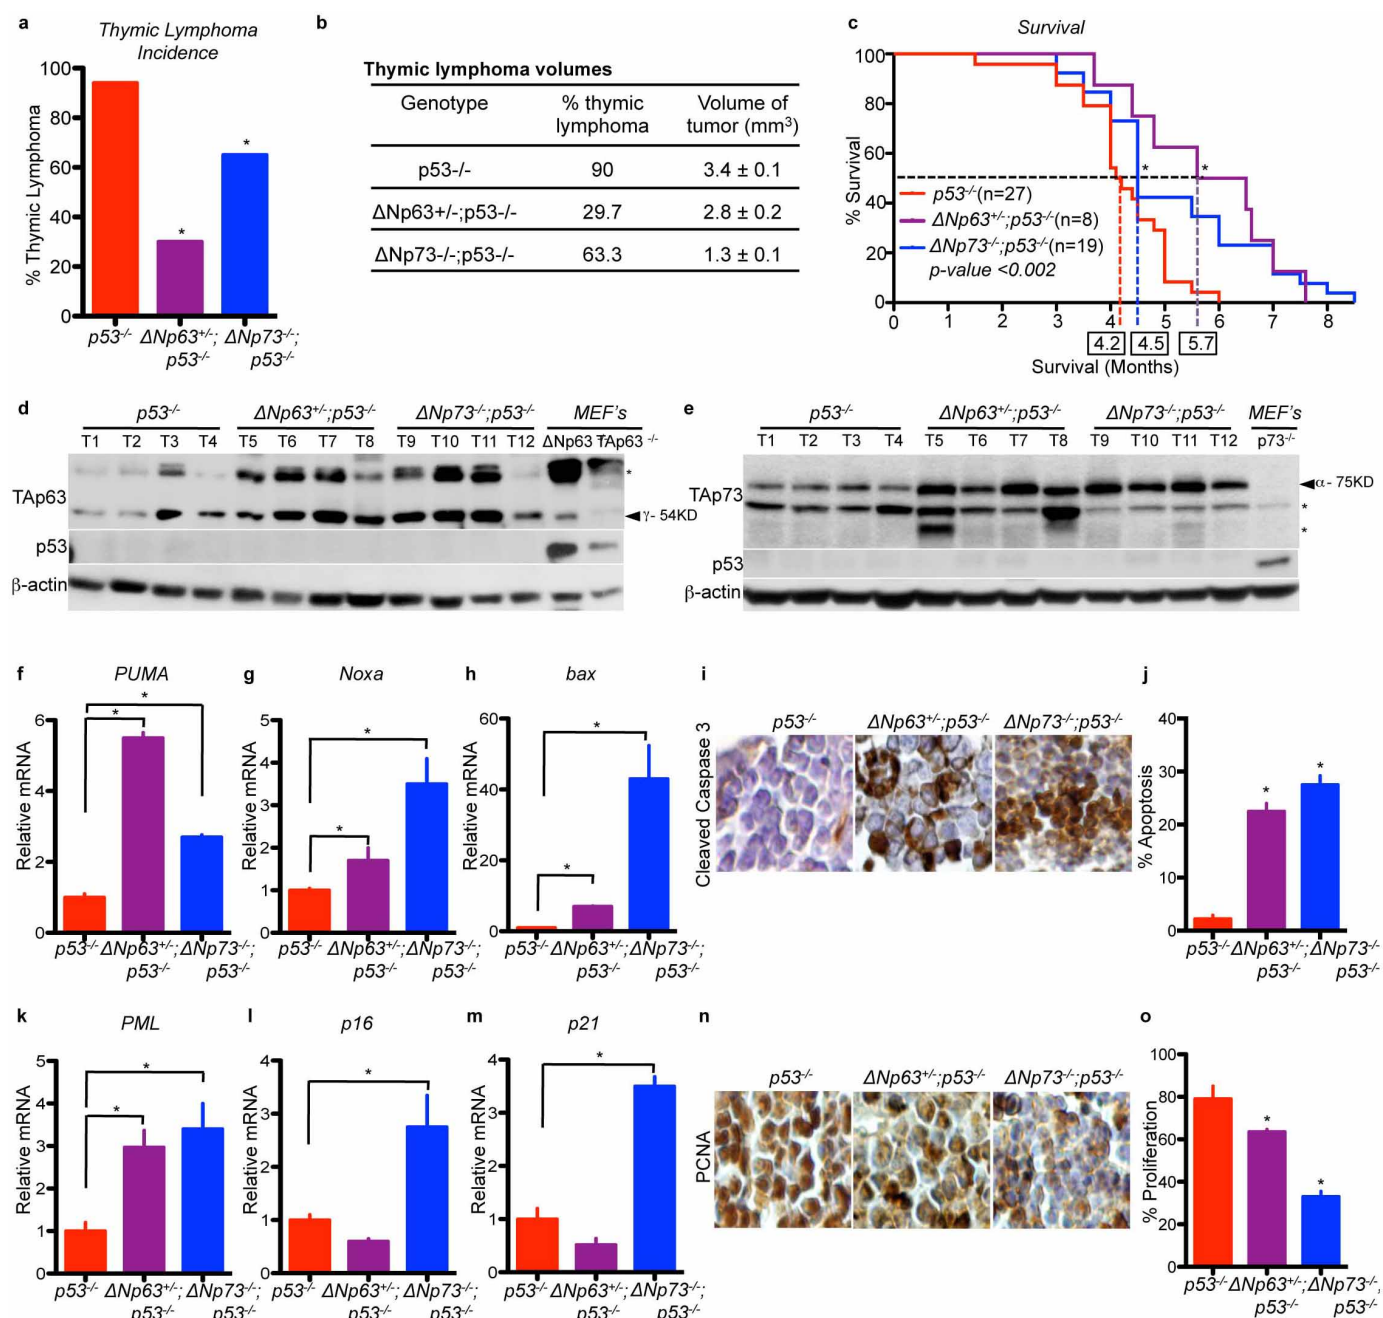 a
Thymic Lymphoma
Incidence
% Thymic Lymphoma
100
80
60
40
20
0
*
*
p53-/-
ΔNp63+/-;
p53-/-
ΔNp73-/-;
p53-/-
b
Thymic lymphoma volumes
Genotype
% thymic
lymphoma
Volume of
tumor (mm³)
p53-/- 90 3.4 ± 0.1
ΔNp63+/-;p53-/- 29.7 2.8 ± 0.2
ΔNp73-/-;p53-/- 63.3 1.3 ± 0.1
c
Survival
% Survival
100
80
60
40
20
0
*
*
p53-/-(n=27)
ΔNp63+/-;p53-/-(n=8)
ΔNp73-/-;p53-/-(n=19)
p-value <0.002
0 1 2 3 4 5 6 7 8
4.2 4.5 5.7
Survival (Months)
d
p53-/- ΔNp63+/-;p53-/- ΔNp73-/-;p53-/- MEF's
T1 T2 T3 T4 T5 T6 T7 T8 T9 T10 T11 T12 ΔNp63 TAp63 -/-
TAp63
*
γ- 54KD
p53
β-actin
e
p53-/- ΔNp63+/-;p53-/- ΔNp73-/-;p53-/- MEF's
T1 T2 T3 T4 T5 T6 T7 T8 T9 T10 T11 T12 p73-/-
TAp73
α- 75KD
*
*
p53
β-actin
f
PUMA
Relative mRNA
6
4
2
0
*
*
p53-/- ΔNp63+/-; ΔNp73-/-;
p53-/- p53-/-
g
Noxa
Relative mRNA
5
4
3
2
1
0
*
*
p53-/- ΔNp63+/-; ΔNp73-/-;
p53-/- p53-/-
h
bax
Relative mRNA
60
40
20
0
*
*
p53-/- ΔNp63+/-; ΔNp73-/-;
p53-/- p53-/-
i
p53-/- ΔNp63+/-;p53-/- ΔNp73-/-;p53-/-
Cleaved Caspase 3
j
% Apoptosis
40
30
20
10
0
*
*
p53-/- ΔNp63+/-; ΔNp73-/-
p53-/- p53-/-
k
PML
Relative mRNA
5
4
3
2
1
0
*
*
p53-/- ΔNp63+/-; ΔNp73-/-;
p53-/- p53-/-
l
p16
Relative mRNA
4
3
2
1
0
*
p53-/- ΔNp63+/-; ΔNp73-/-;
p53-/- p53-/-
m
p21
Relative mRNA
4
3
2
1
0
*
p53-/- ΔNp63+/-; ΔNp73-/-;
p53-/- p53-/-
n
p53-/- ΔNp63+/-;p53-/- ΔNp73-/-;p53-/-
PCNA
o
% Proliferation
100
80
60
40
20
0
*
*
p53-/- ΔNp63+/-; ΔNp73-/-,
p53-/- p53-/-